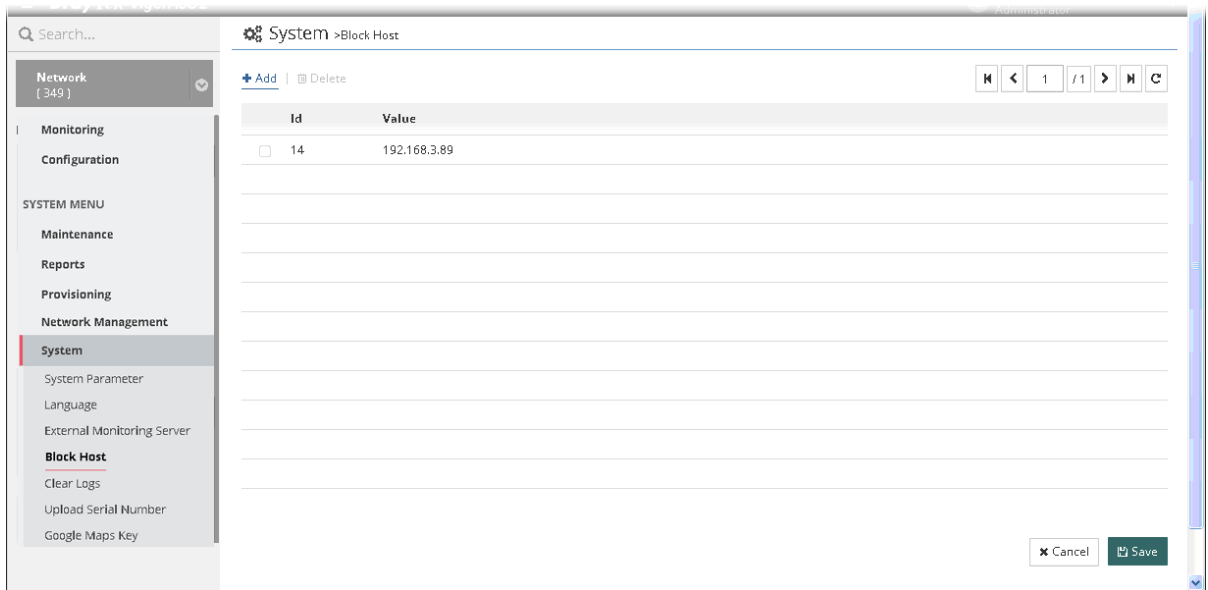 Administrator
Search...
System >Block Host
Network
[ 349 ]
Add | Delete
1 / 1
Id Value
14 192.168.3.89
Monitoring
Configuration
SYSTEM MENU
Maintenance
Reports
Provisioning
Network Management
System
System Parameter
Language
External Monitoring Server
Block Host
Clear Logs
Upload Serial Number
Google Maps Key
Cancel Save